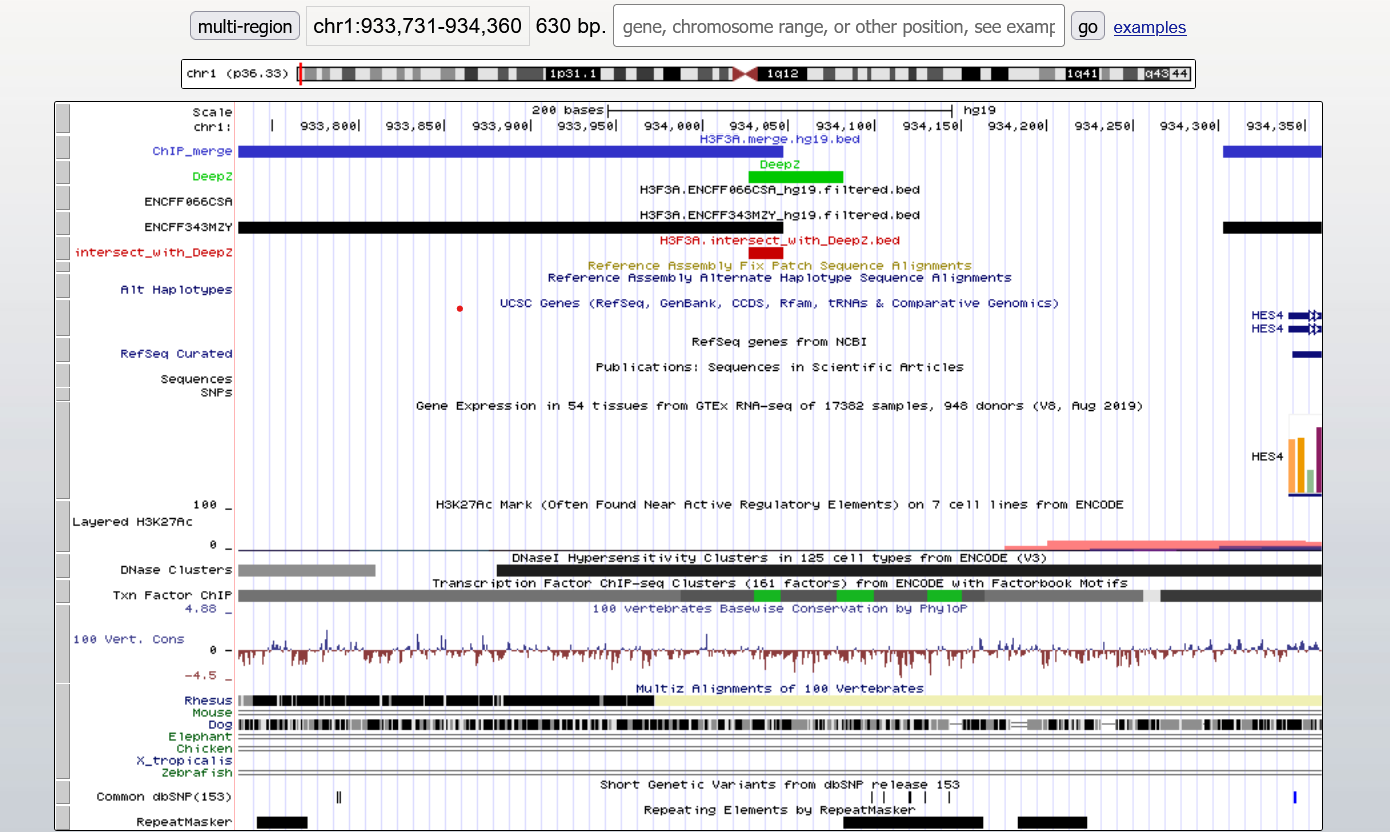 multi-region chr1:933,731-934,360 630 bp. gene, chromosome range, or other position, see examp go examples
chr1 (p36.33) 1p31.1 1q12 1q41 q43 44
Scale 200 bases hg19
chr1: 933,800 933,850 933,900 933,950 934,000 934,050 934,100 934,150 934,200 934,250 934,300 934,350
H3F3A.merge.hg19.bed
ChIP_merge
DeepZ
DeepZ
H3F3A.ENCFF066CSA_hg19.filtered.bed
ENCFF066CSA
H3F3A.ENCFF343MZY_hg19.filtered.bed
ENCFF343MZY
H3F3A.intersect_with_DeepZ.bed
intersect_with_DeepZ
Reference Assembly Fix Patch Sequence Alignments
Reference Assembly Alternate Haplotype Sequence Alignments
Alt Haplotypes
UCSC Genes (RefSeq, GenBank, CCDS, Rfam, tRNAs & Comparative Genomics)
HES4
HES4
RefSeq genes from NCBI
RefSeq Curated
Publications: Sequences in Scientific Articles
Sequences
SNPs
Gene Expression in 54 tissues from GTEx RNA-seq of 17382 samples, 948 donors (V8, Aug 2019)
HES4
H3K27Ac Mark (Often Found Near Active Regulatory Elements) on 7 cell lines from ENCODE
100 _
Layered H3K27Ac
0 _
DNaseI Hypersensitivity Clusters in 125 cell types from ENCODE (V3)
DNase Clusters
Transcription Factor ChIP-seq Clusters (161 factors) from ENCODE with Factorbook Motifs
Txn Factor ChIP
4.88 _ 100 vertebrates Basewise Conservation by PhyloP
100 Vert. Cons
0 -
-4.5 _
Multiz Alignments of 100 Vertebrates
Rhesus
Mouse
Dog
Elephant
Chicken
X_tropicalis
Zebrafish
Short Genetic Variants from dbSNP release 153
Common dbSNP(153)
Repeating Elements by RepeatMasker
RepeatMasker